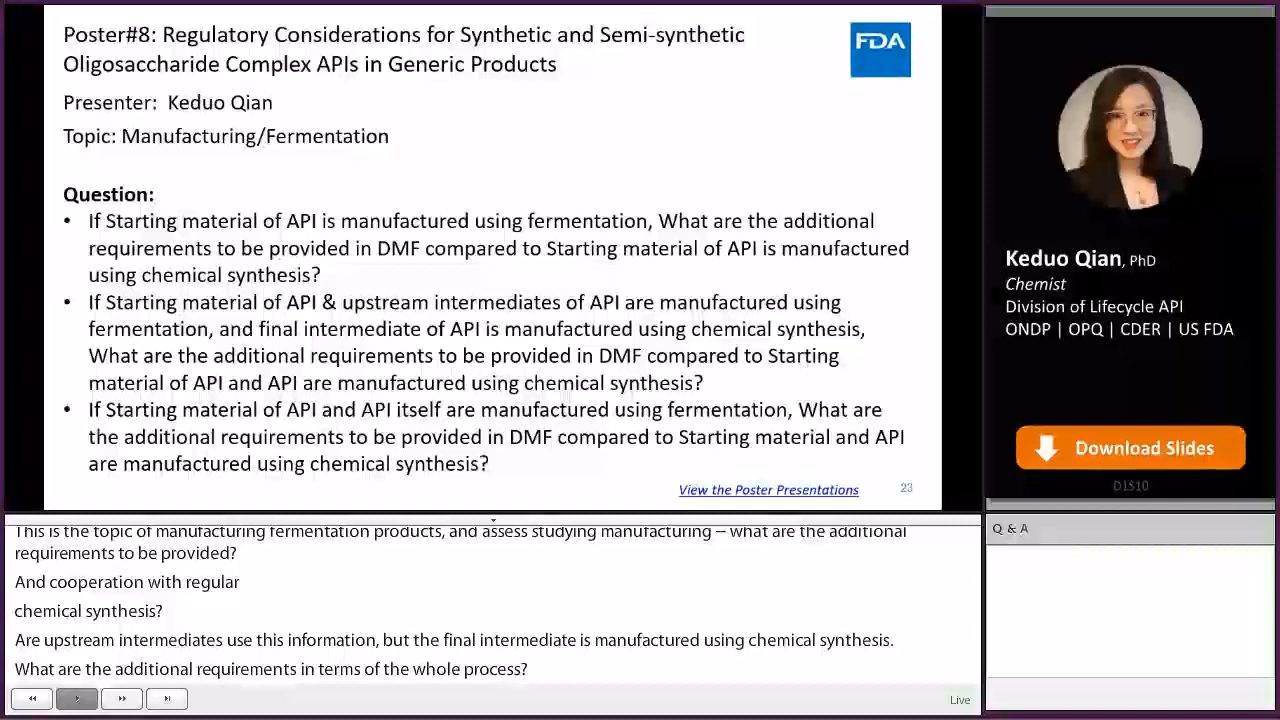 Poster#8: Regulatory Considerations for Synthetic and Semi-synthetic
Oligosaccharide Complex APIs in Generic Products
FDA
Presenter:  Keduo Qian
Topic: Manufacturing/Fermentation
Question:
• If Starting material of API is manufactured using fermentation, What are the additional
requirements to be provided in DMF compared to Starting material of API is manufactured
using chemical synthesis?
• If Starting material of API & upstream intermediates of API are manufactured using
fermentation, and final intermediate of API is manufactured using chemical synthesis,
What are the additional requirements to be provided in DMF compared to Starting
material of API and API are manufactured using chemical synthesis?
• If Starting material of API and API itself are manufactured using fermentation, What are
the additional requirements to be provided in DMF compared to Starting material and API
are manufactured using chemical synthesis?
View the Poster Presentations
23
Keduo Qian, PhD
Chemist
Division of Lifecycle API
ONDP | OPQ | CDER | US FDA
Download Slides
D1S10
This is the topic of manufacturing fermentation products, and assess studying manufacturing – what are the additional
requirements to be provided?
And cooperation with regular
chemical synthesis?
Are upstream intermediates use this information, but the final intermediate is manufactured using chemical synthesis.
What are the additional requirements in terms of the whole process?
Live
Q & A